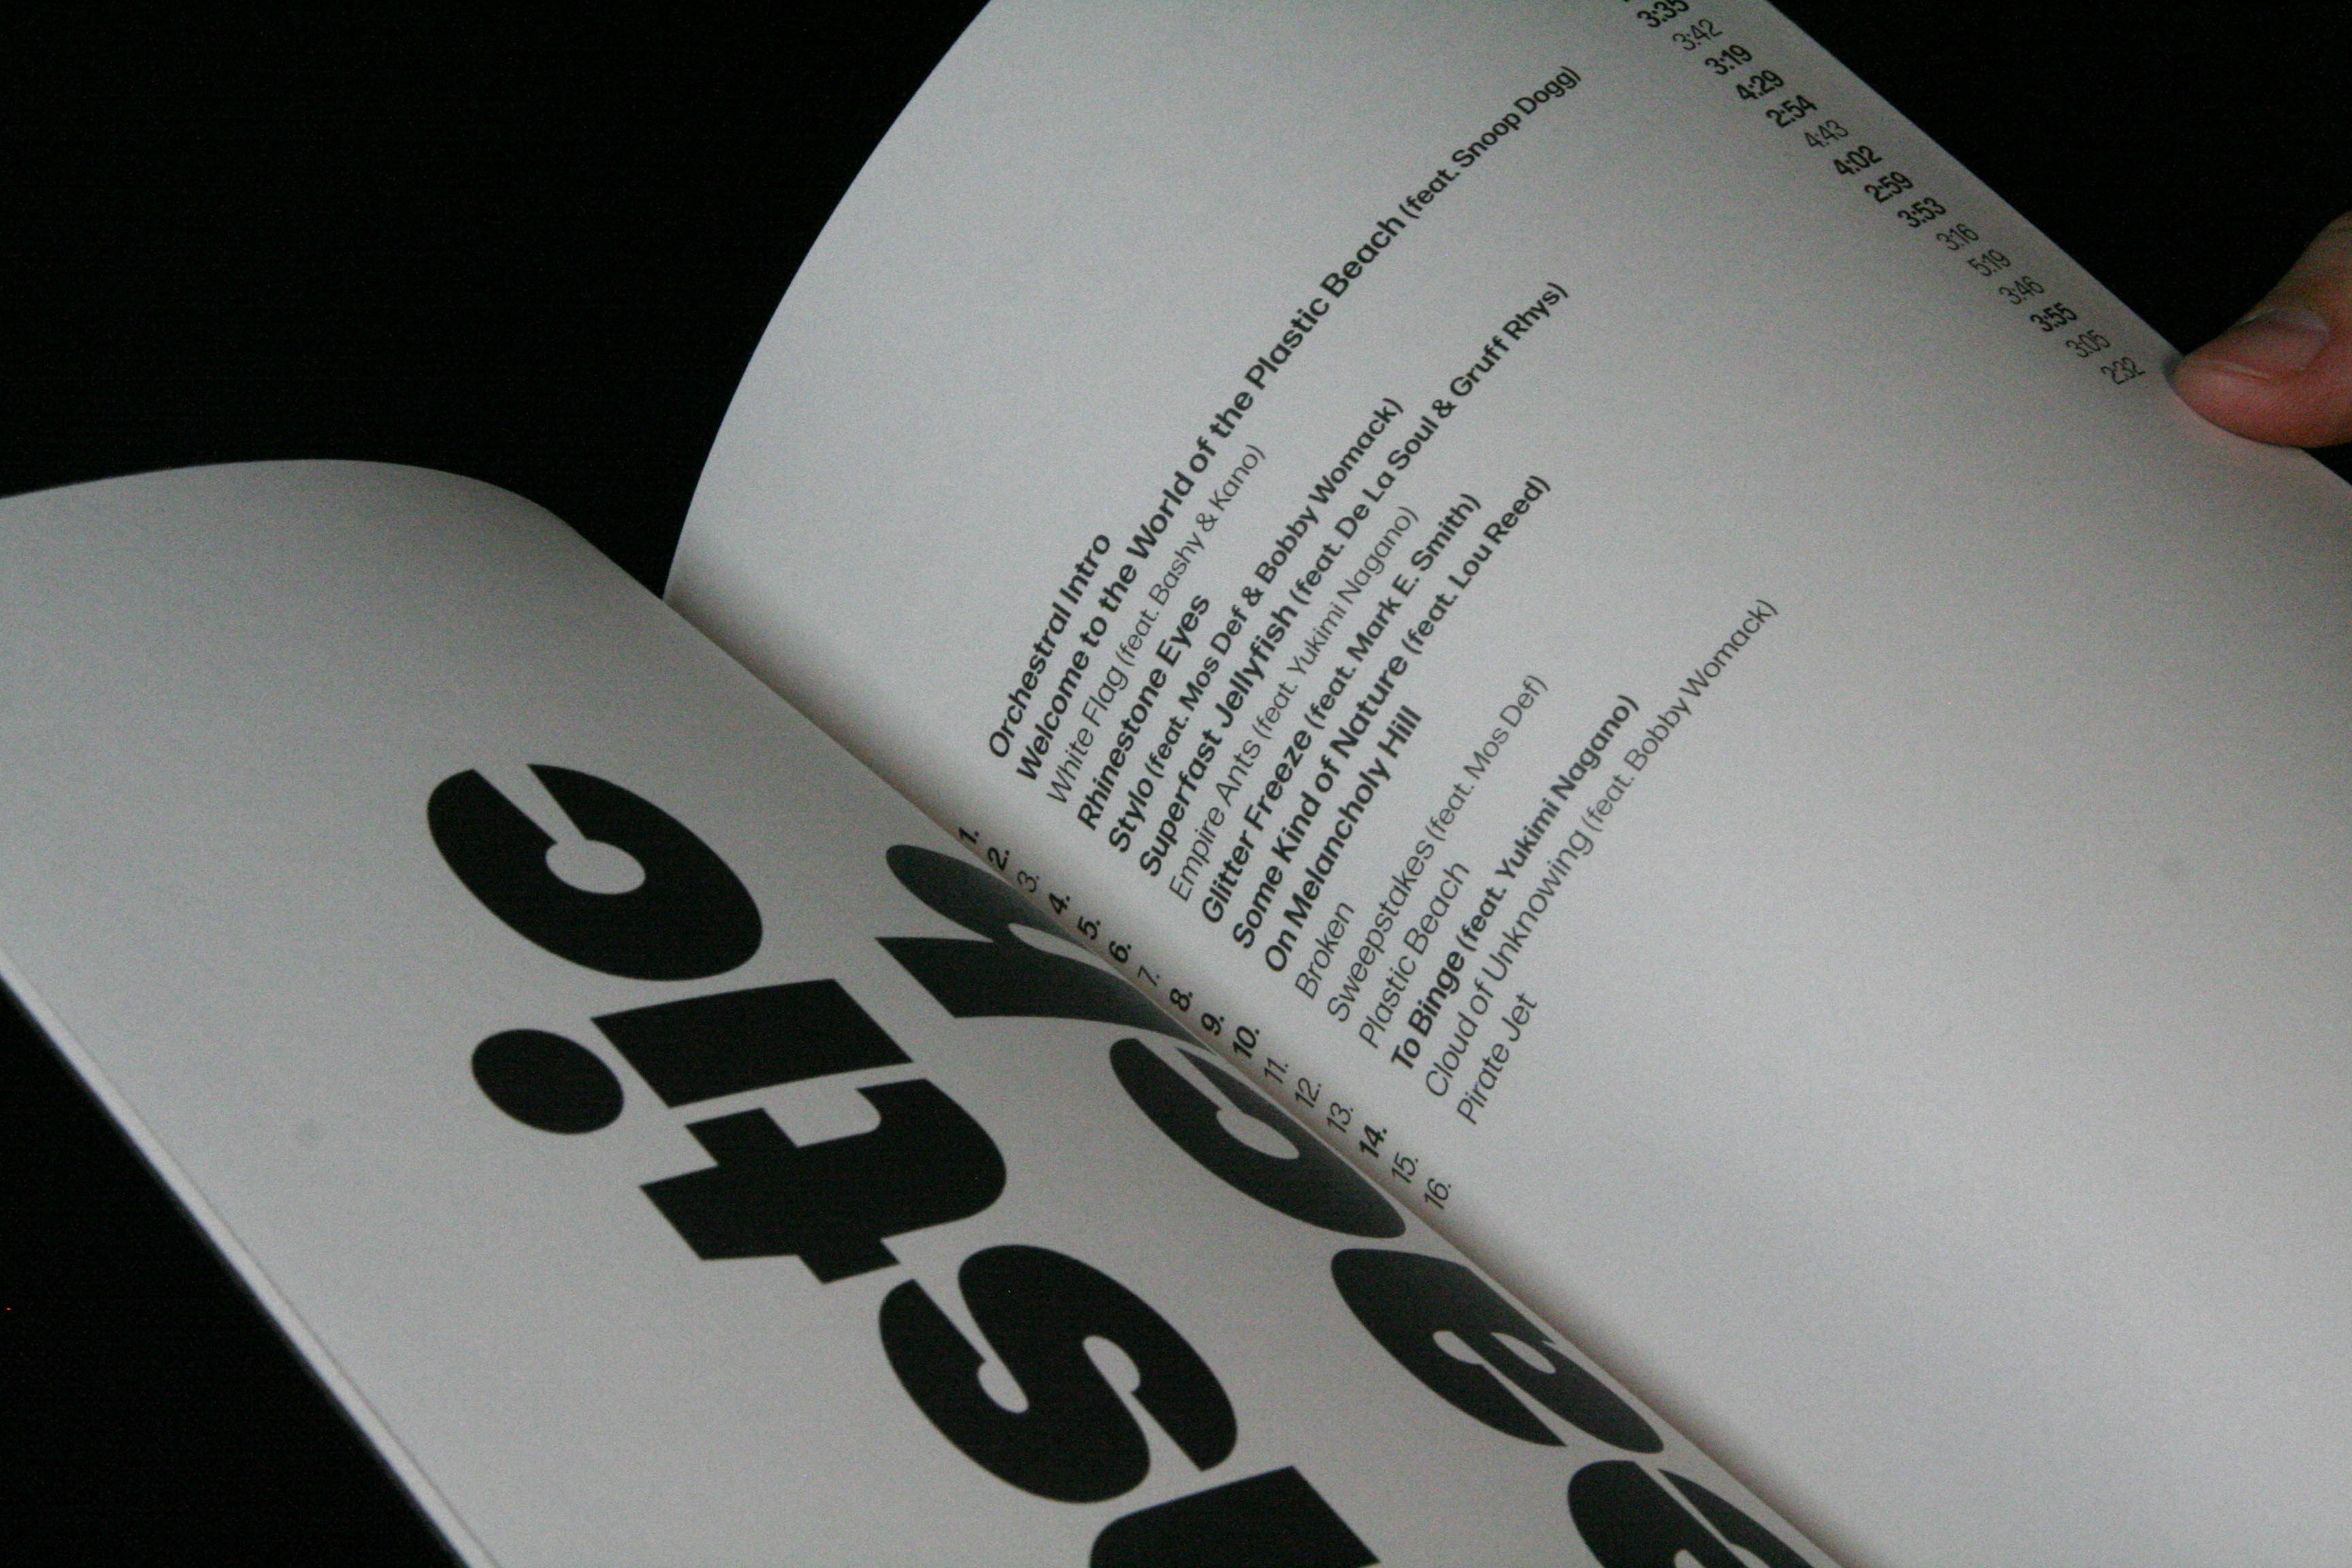 stic
each
1. Orchestral Intro
2. Welcome to the World of the Plastic Beach (feat. Snoop Dogg) 3:35
3. White Flag (feat. Bashy & Kano) 3:42
4. Rhinestone Eyes 3:19
5. Stylo (feat. Mos Def & Bobby Womack) 4:29
6. Superfast Jellyfish (feat. De La Soul & Gruff Rhys) 2:54
7. Empire Ants (feat. Yukimi Nagano) 4:43
8. Glitter Freeze (feat. Mark E. Smith) 4:02
9. Some Kind of Nature (feat. Lou Reed) 2:59
10. On Melancholy Hill 3:53
11. Broken 3:16
12. Sweepstakes (feat. Mos Def) 5:19
13. Plastic Beach 3:46
14. To Binge (feat. Yukimi Nagano) 3:55
15. Cloud of Unknowing (feat. Bobby Womack) 3:05
16. Pirate Jet 2:32